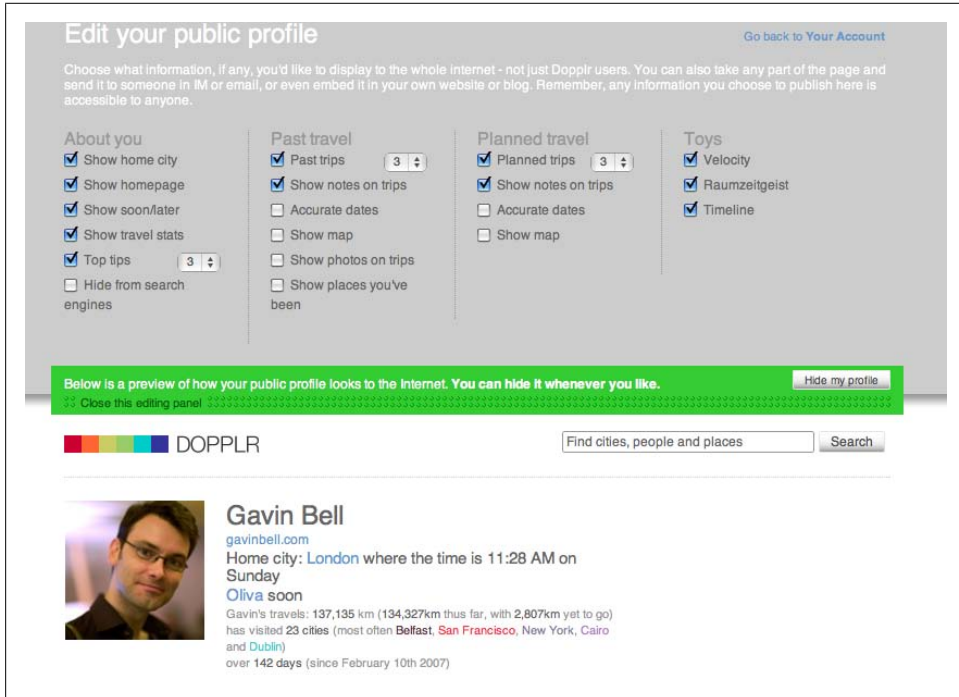 Edit your public profile
Go back to Your Account
Choose what information, if any, you'd like to display to the whole internet - not just Dopplr users. You can also take any part of the page and
send it to someone in IM or email, or even embed it in your own website or blog. Remember, any information you choose to publish here is
accessible to anyone.
About you
Show home city
Show homepage
Show soon/later
Show travel stats
Top tips 3
Hide from search
engines
Past travel
Past trips 3
Show notes on trips
Accurate dates
Show map
Show photos on trips
Show places you've
been
Planned travel
Planned trips 3
Show notes on trips
Accurate dates
Show map
Toys
Velocity
Raumzeitgeist
Timeline
Below is a preview of how your public profile looks to the Internet. You can hide it whenever you like.
Hide my profile
Close this editing panel
DOPPLR
Find cities, people and places
Search
Gavin Bell
gavinbell.com
Home city: London where the time is 11:28 AM on
Sunday
Oliva soon
Gavin's travels: 137,135 km (134,327km thus far, with 2,807km yet to go)
has visited 23 cities (most often Belfast, San Francisco, New York, Cairo
and Dublin)
over 142 days (since February 10th 2007)